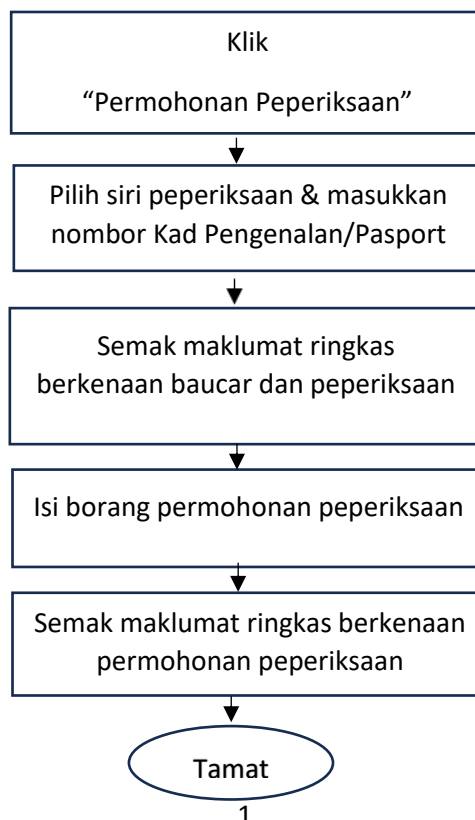 Klik
“Permohonan Peperiksaan”
Pilih siri peperiksaan & masukkan
nombor Kad Pengenalan/Pasport
Semak maklumat ringkas
berkenaan baucar dan peperiksaan
Isi borang permohonan peperiksaan
Semak maklumat ringkas berkenaan
permohonan peperiksaan
Tamat
1